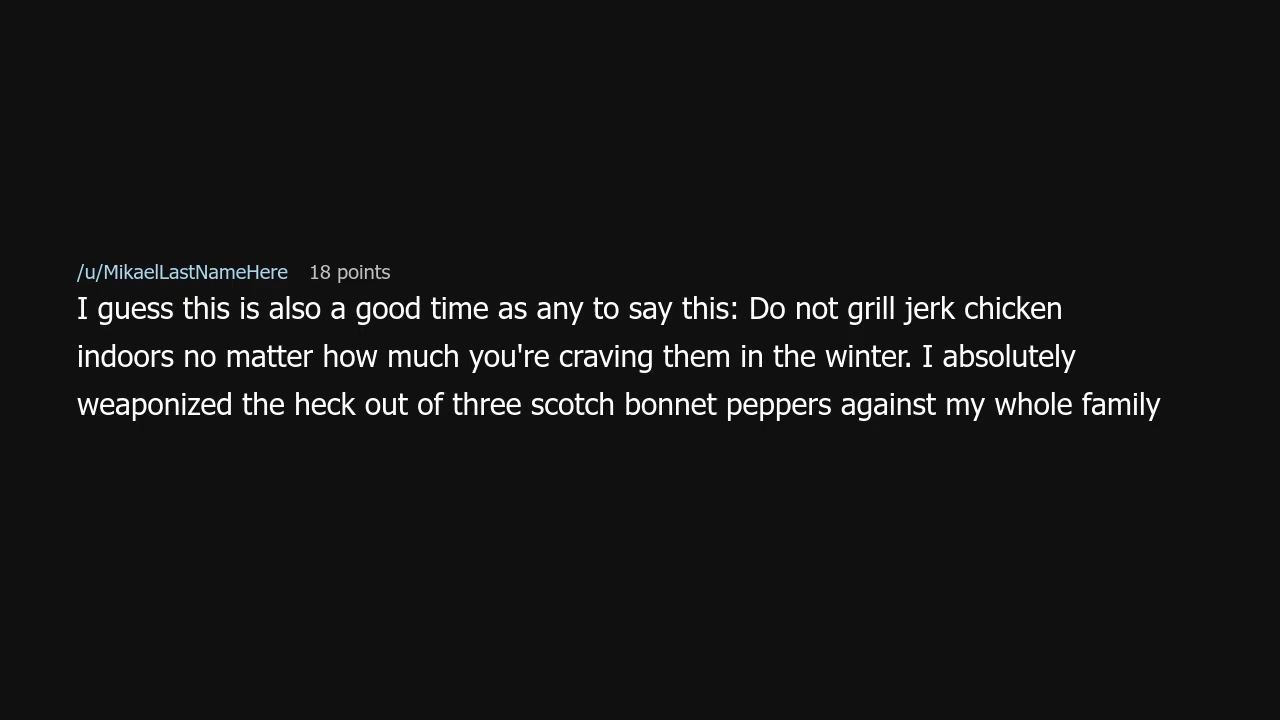 /u/MikaelLastNameHere 18 points
I guess this is also a good time as any to say this: Do not grill jerk chicken
indoors no matter how much you're craving them in the winter. I absolutely
weaponized the heck out of three scotch bonnet peppers against my whole family